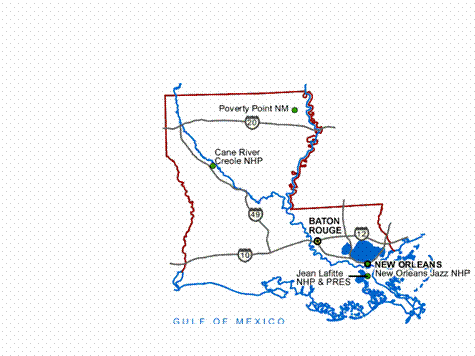 Poverty Point NM
20
Cane River
Creole NHP
49
BATON
ROUGE
12
10
NEW ORLEANS
(New Orleans Jazz NHP
Jean Lafitte
NHP & PRES
GULF OF MEXICO